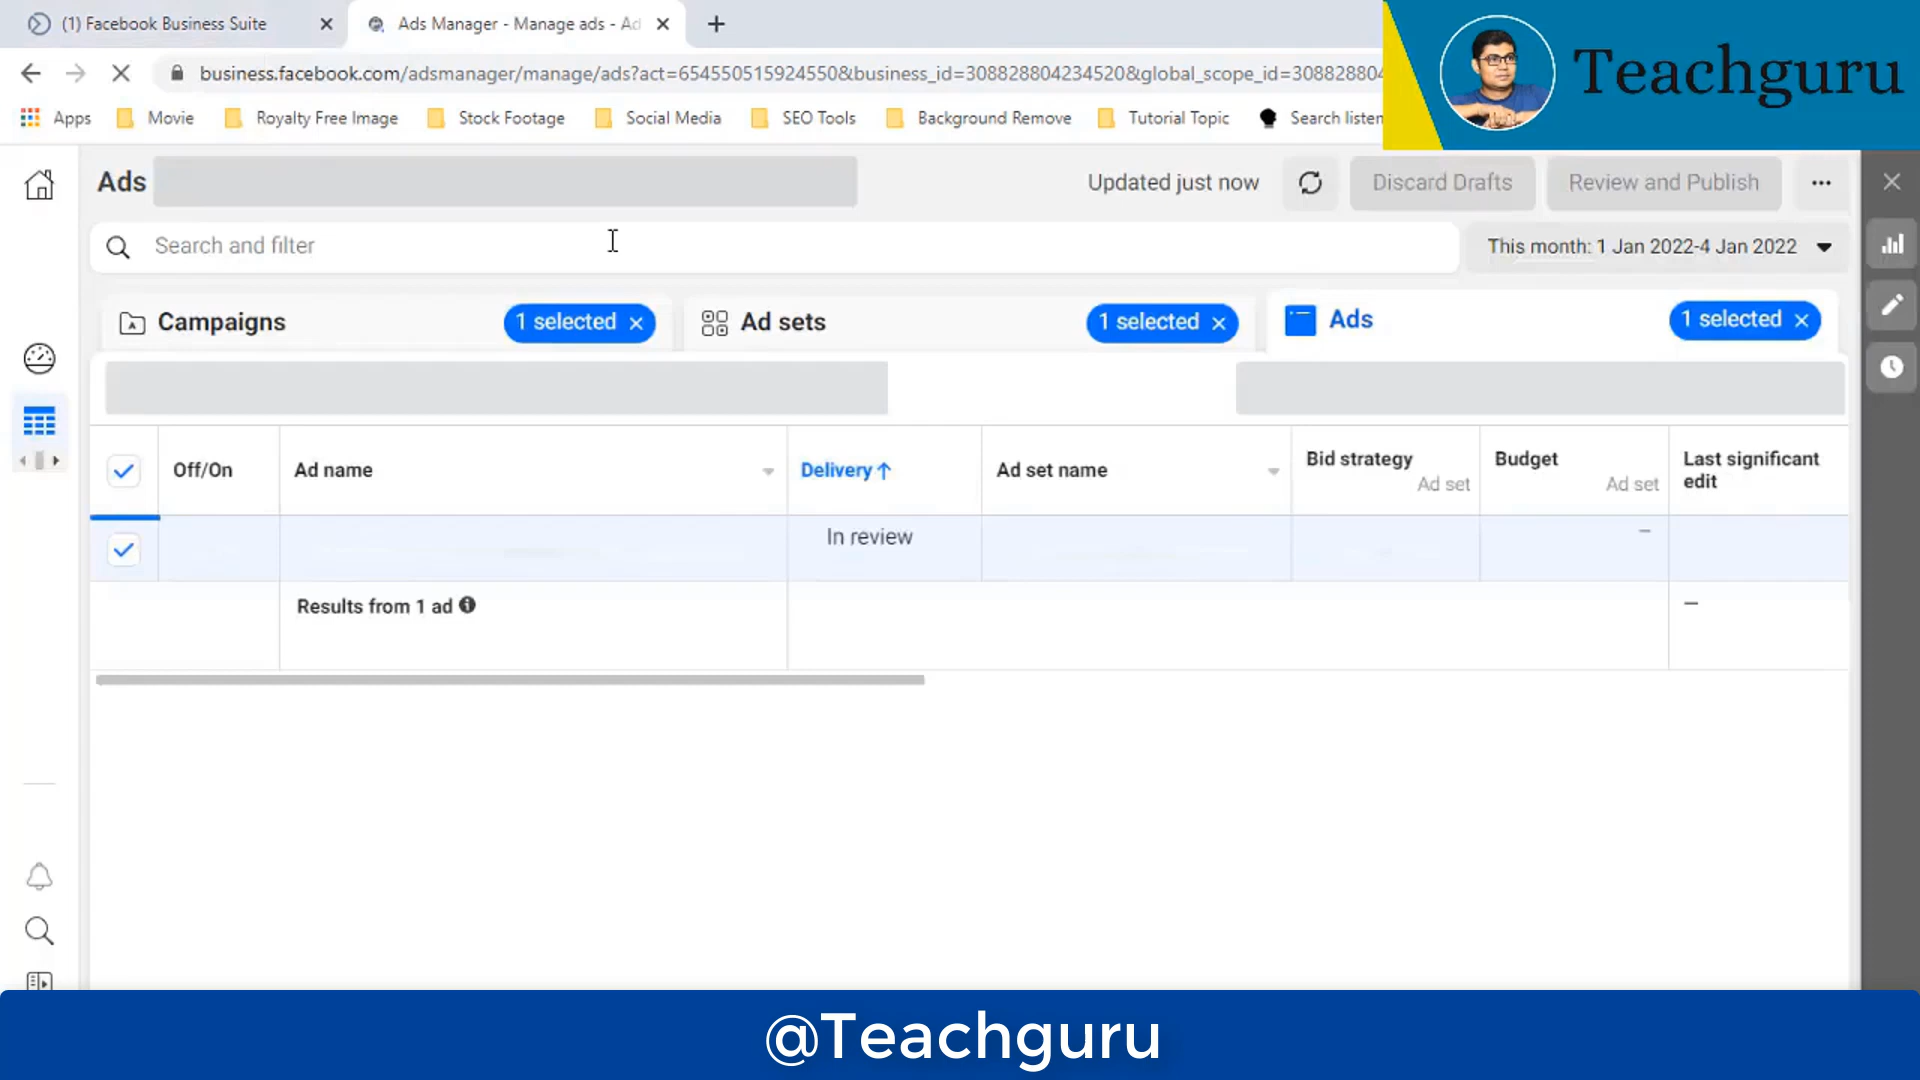 (1) Facebook Business Suite
Ads Manager - Manage ads - Ad
business.facebook.com/adsmanager/manage/ads?act=654550515924550&business_id=308828804234520&global_scope_id=308828804
Teachguru
Apps
Movie
Royalty Free Image
Stock Footage
Social Media
SEO Tools
Background Remove
Tutorial Topic
Search listen
Ads
Updated just now
Discard Drafts
Review and Publish
Search and filter
This month: 1 Jan 2022-4 Jan 2022
Campaigns
1 selected
Ad sets
1 selected
Ads
1 selected
Off/On
Ad name
Delivery
Ad set name
Bid strategy
Ad set
Budget
Ad set
Last significant
edit
In review
–
Results from 1 ad
–
@Teachguru